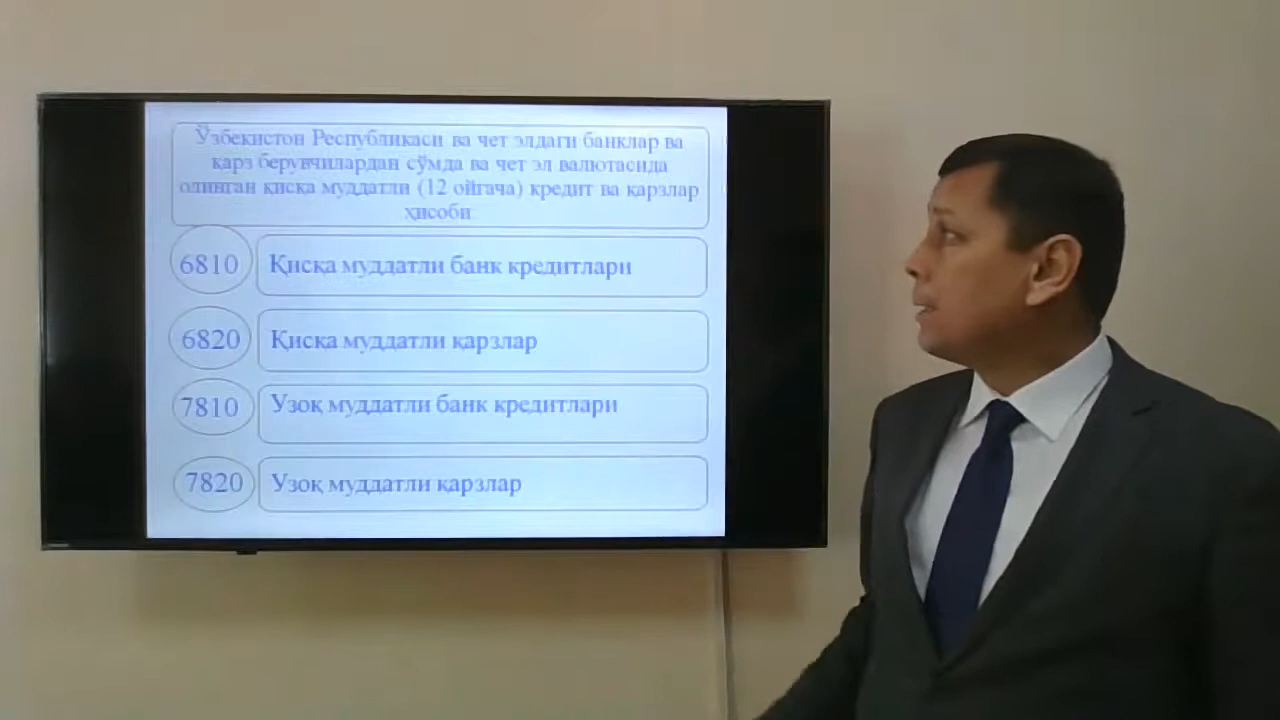 Ўзбекистон Республикаси ва чет элдаги банклар ва
қарз берувчилардан сўмда ва чет эл валютасида
олинган қисқа муддатли (12 ойгача) кредит ва қарзлар
ҳисоби
6810 Қисқа муддатли банк кредитлари
6820 Қисқа муддатли қарзлар
7810 Узоқ муддатли банк кредитлари
7820 Узоқ муддатли қарзлар